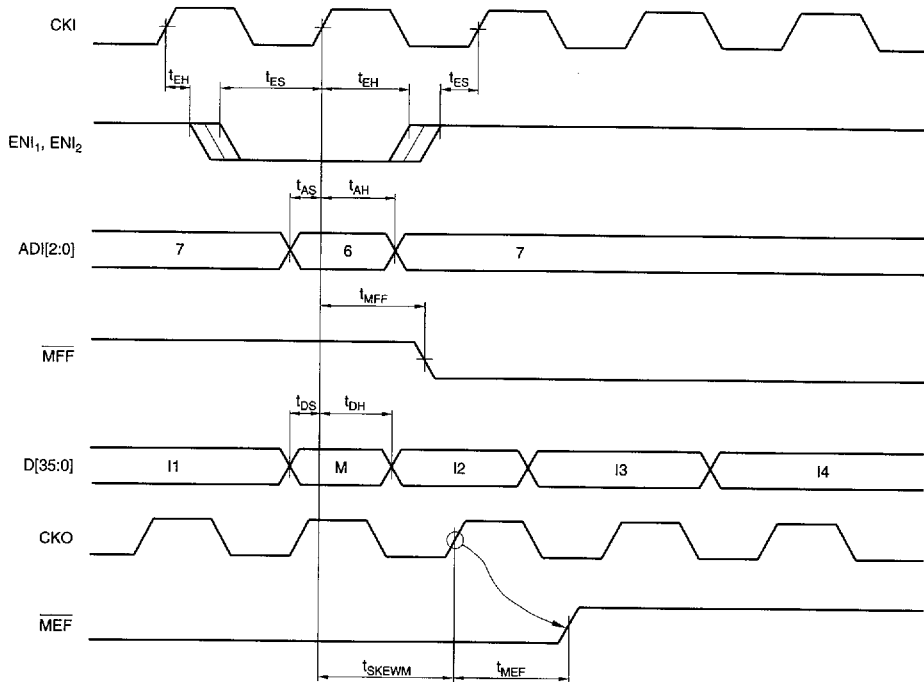 CKI
tEH tES tEH tES
ENI1, ENI2
tAS tAH
ADI[2:0] 7 6 7
tMFF
MFF
tDS tDH
D[35:0] I1 M I2 I3 I4
CKO
MEF
tSKEWM tMEF